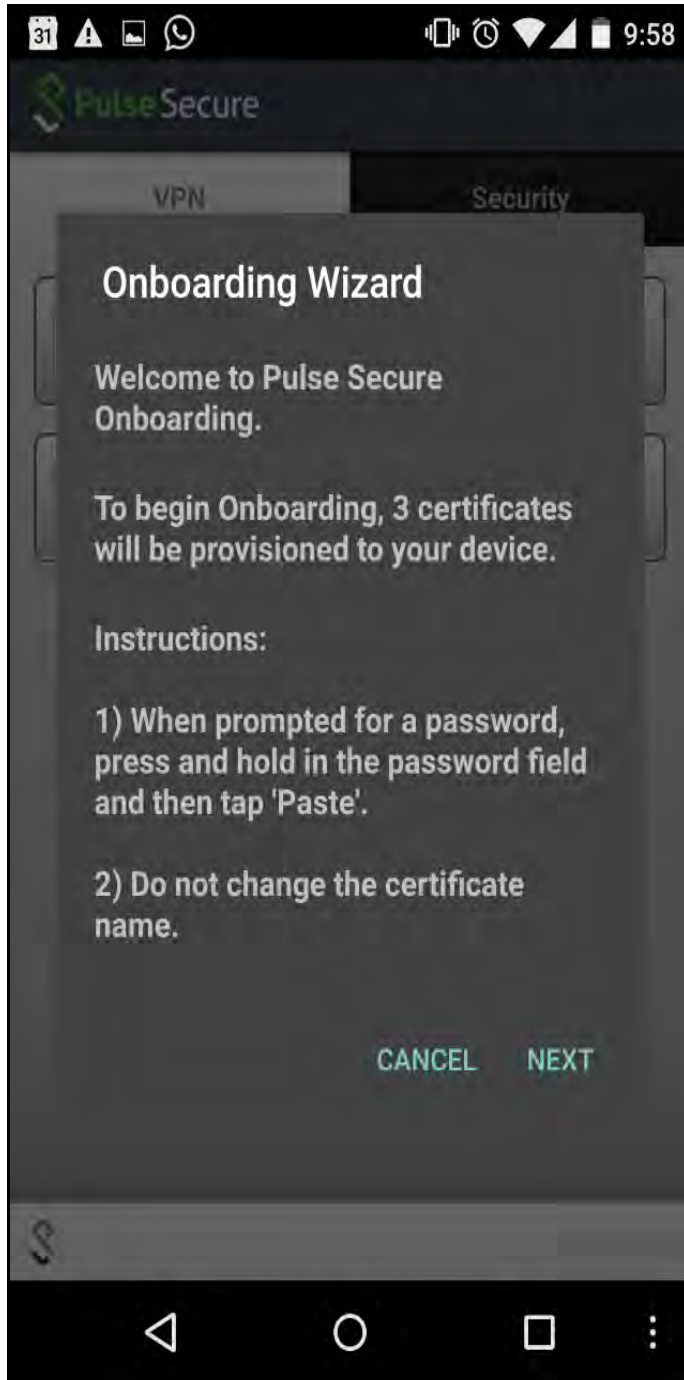 31
9:58
Pulse Secure
VPN
Security
Onboarding Wizard
Welcome to Pulse Secure
Onboarding.
To begin Onboarding, 3 certificates
will be provisioned to your device.
Instructions:
1) When prompted for a password,
press and hold in the password field
and then tap 'Paste'.
2) Do not change the certificate
name.
CANCEL
NEXT